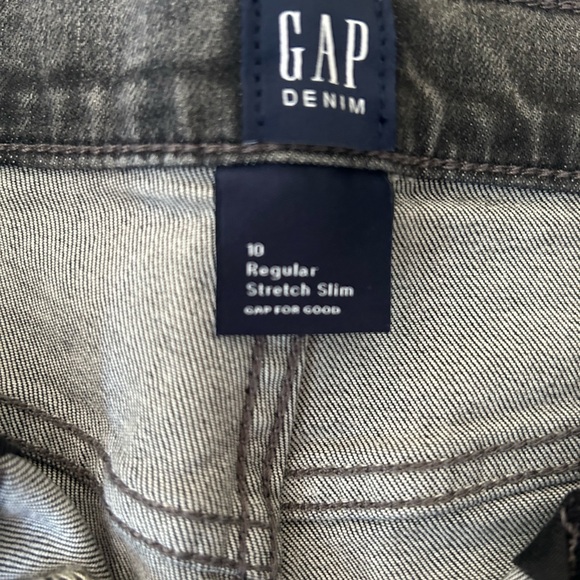 GAP
DENIM
10
Regular
Stretch Slim
GAP FOR GOOD